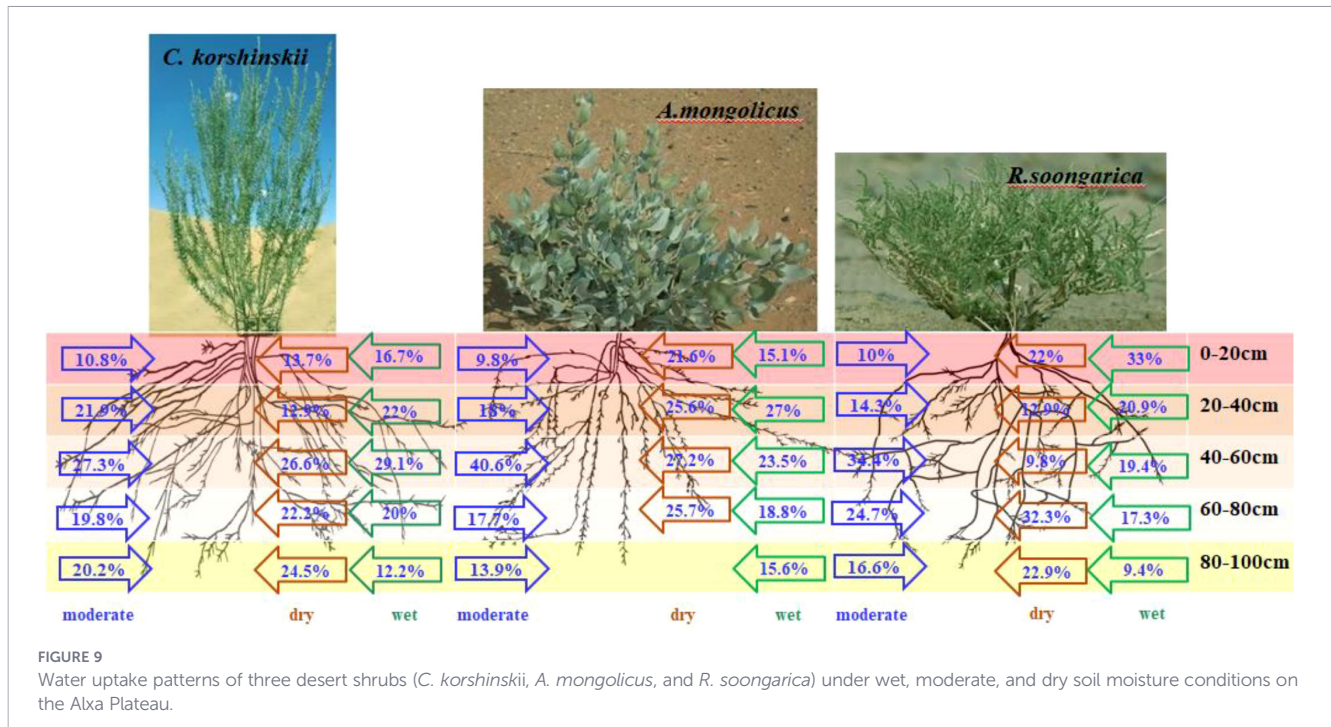 C. korshinskii
A.mongolicus
R.soongarica
10.8% 13.7% 16.7% 9.8% 21.6% 15.1% 10% 22% 33% 0-20cm
21.9% 12.9% 22% 18% 25.6% 27% 14.3% 12.9% 20.9% 20-40cm
27.3% 26.6% 29.1% 40.6% 27.2% 23.5% 34.4% 9.8% 19.4% 40-60cm
19.8% 22.2% 20% 17.7% 25.7% 18.8% 24.7% 32.3% 17.3% 60-80cm
20.2% 24.5% 12.2% 13.9% 15.6% 16.6% 22.9% 9.4% 80-100cm
moderate dry wet moderate dry wet moderate dry wet
FIGURE 9
Water uptake patterns of three desert shrubs (C. korshinskii, A. mongolicus, and R. soongarica) under wet, moderate, and dry soil moisture conditions on
the Alxa Plateau.